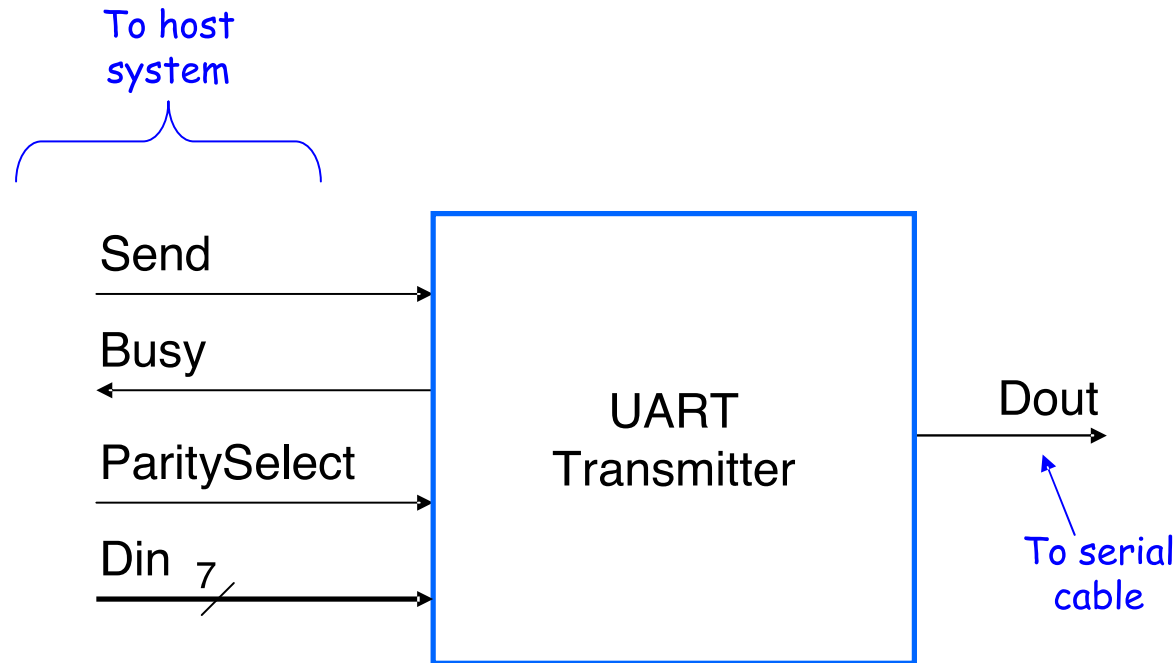 To host
system
Send
Busy
ParitySelect
Din 7
UART
Transmitter
Dout
To serial
cable